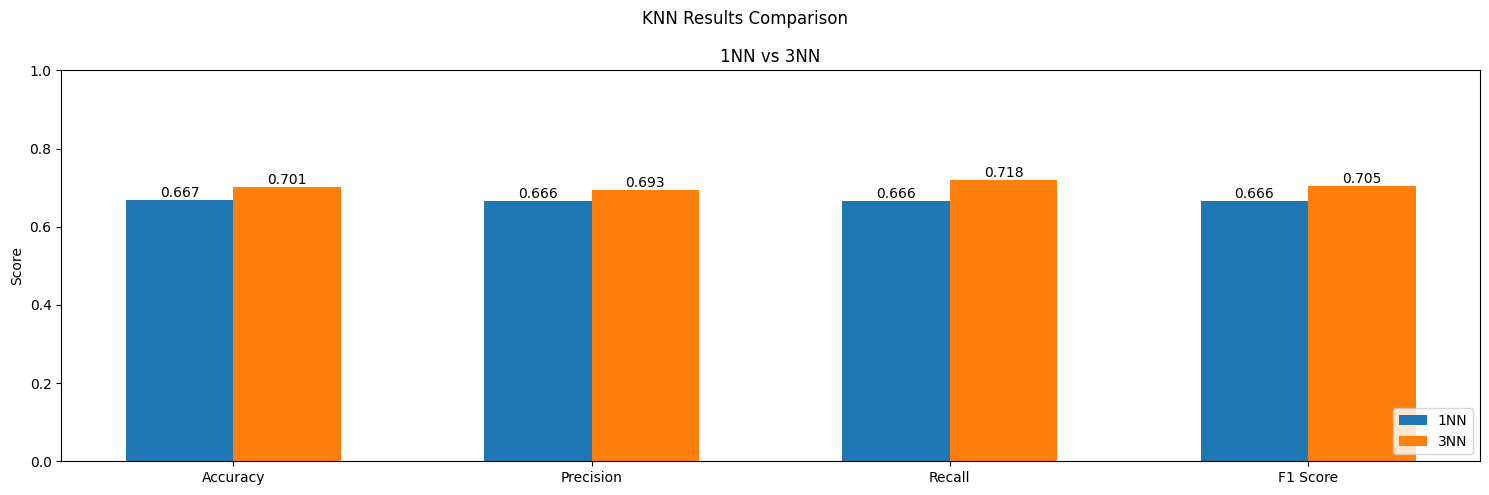 KNN Results Comparison
1NN vs 3NN
1.0
0.8
0.6
0.4
0.2
0.0
Score
0.667 0.701 0.666 0.693 0.666 0.718 0.666 0.705
Accuracy Precision Recall F1 Score
1NN
3NN